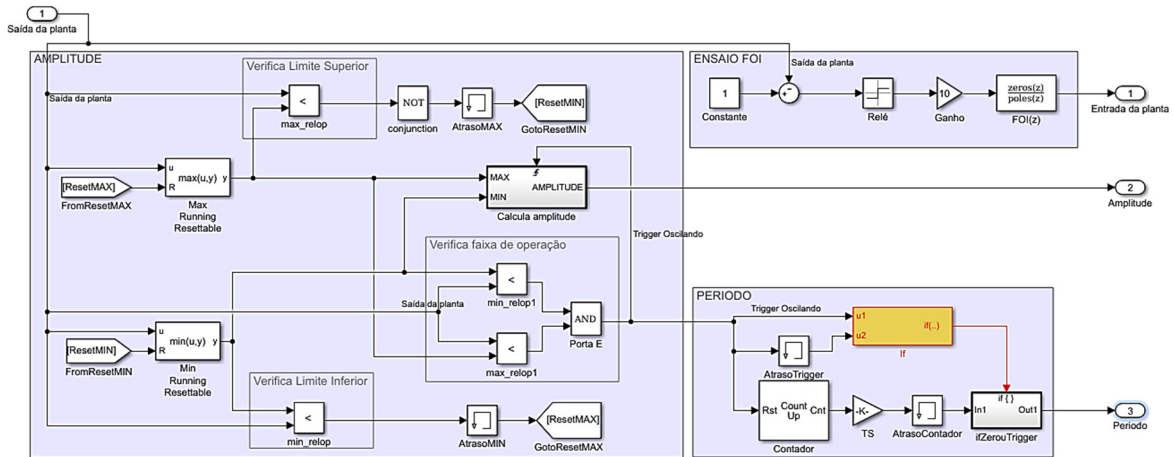 1
Saída da planta
AMPLITUDE
Verifica Limite Superior
Saída da planta
<
max_relop
NOT
conjunction
AtrasoMAX
[ResetMIN]
GotoResetMIN
[ResetMAX]
FromResetMAX
u
R
max(u,y)
y
Max
Running
Resettable
MAX
MIN
AMPLITUDE
Calcula amplitude
Trigger Oscilando
Verifica faixa de operação
<
min_relop1
Saída da planta
<
max_relop1
AND
Porta E
[ResetMIN]
FromResetMIN
u
R
min(u,y)
y
Min
Running
Resettable
Verifica Limite Inferior
<
min_relop
AtrasoMIN
[ResetMAX]
GotoResetMAX
ENSAIO FOI
Saída da planta
1
Constante
+
-
Relé
10
Ganho
zeros(z)
poles(z)
FOI(z)
1
Entrada da planta
2
Amplitude
PERIODO
Trigger Oscilando
u1
u2
if(..)
If
AtrasoTrigger
Rst
Count
Up
Cnt
Contador
-K-
TS
AtrasoContador
if { }
In1
Out1
ifZerouTrigger
3
Periodo